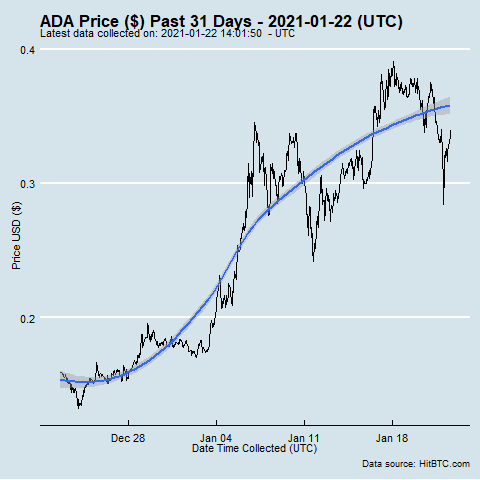 ADA Price ($) Past 31 Days - 2021-01-22 (UTC)
Latest data collected on: 2021-01-22 14:01:50 - UTC
0.4
0.3
0.2
Price USD ($)
Dec 28 Jan 04 Jan 11 Jan 18
Date Time Collected (UTC)
Data source: HitBTC.com